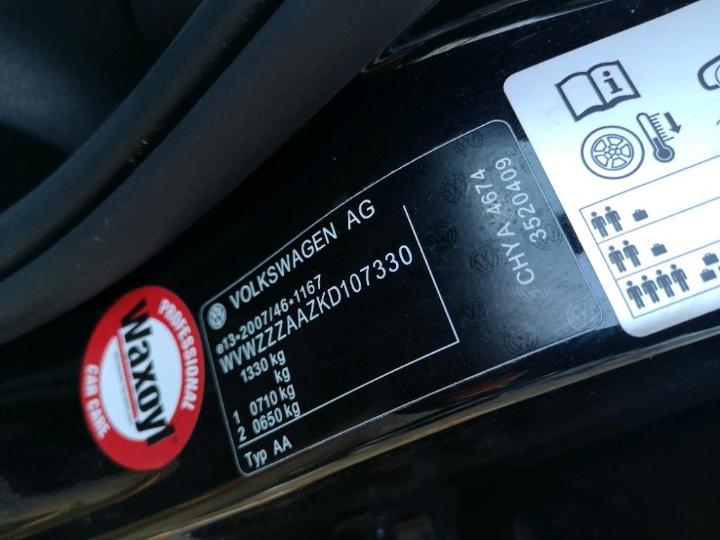 VOLKSWAGEN AG
e13*2007/46*1167
WVWZZZAAZKD107330
1330 kg
kg
1 0710 kg
2 0650 kg
Typ AA
CHYA 4674
3520409
PROFESSIONAL
Waxoyl
CAR CARE